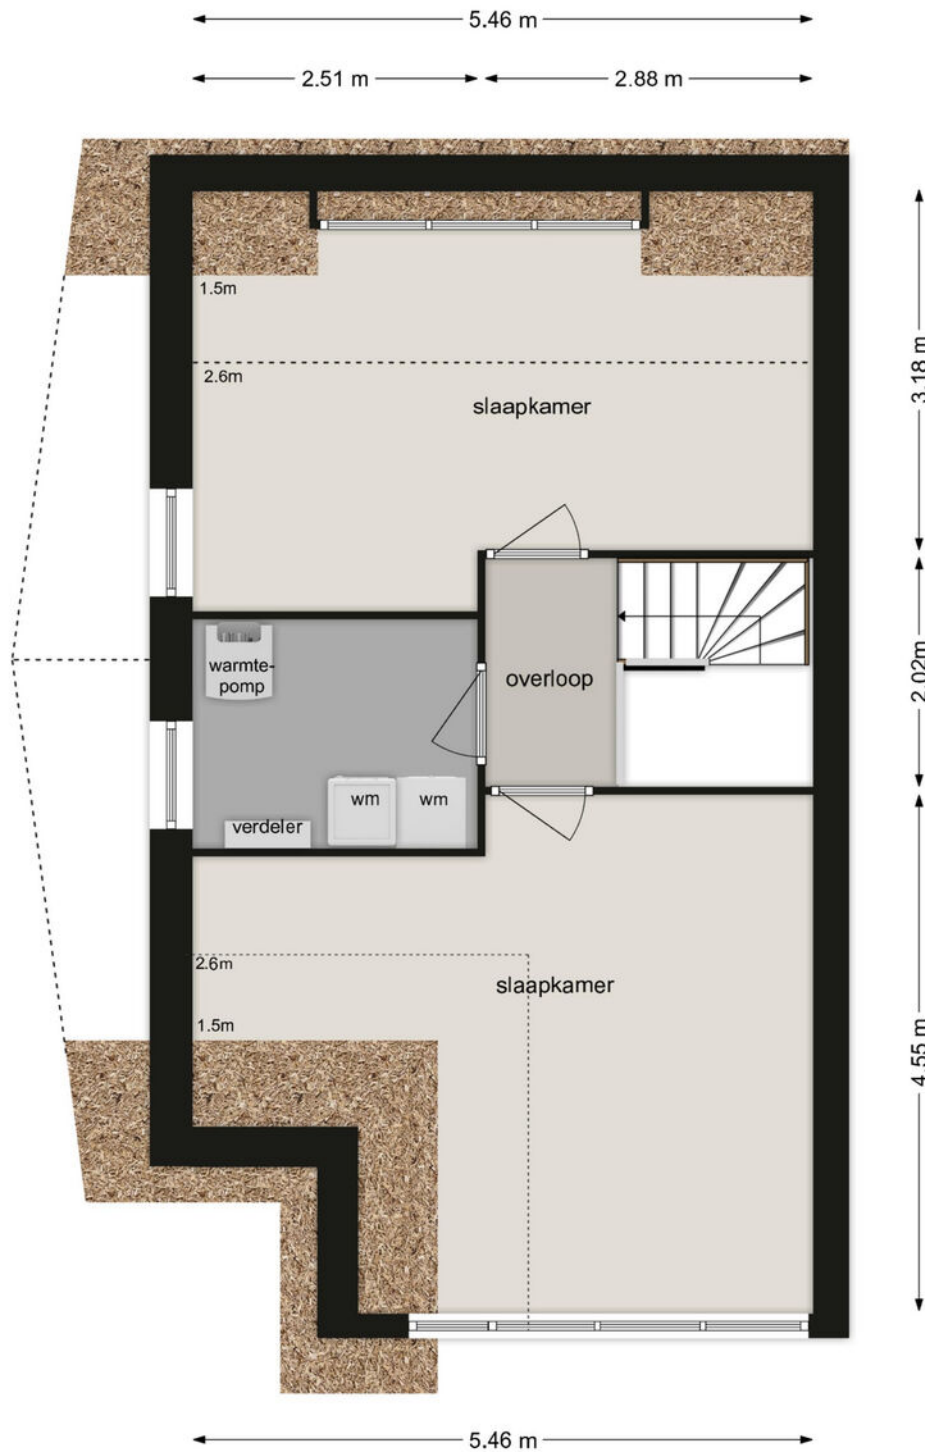 5.46 m
2.51 m
2.88 m
1.5m
3.18 m
2.6m
slaapkamer
warmte-
pomp
overloop
2.02m
wm
wm
verdeler
2.6m
slaapkamer
1.5m
4.55 m
5.46 m